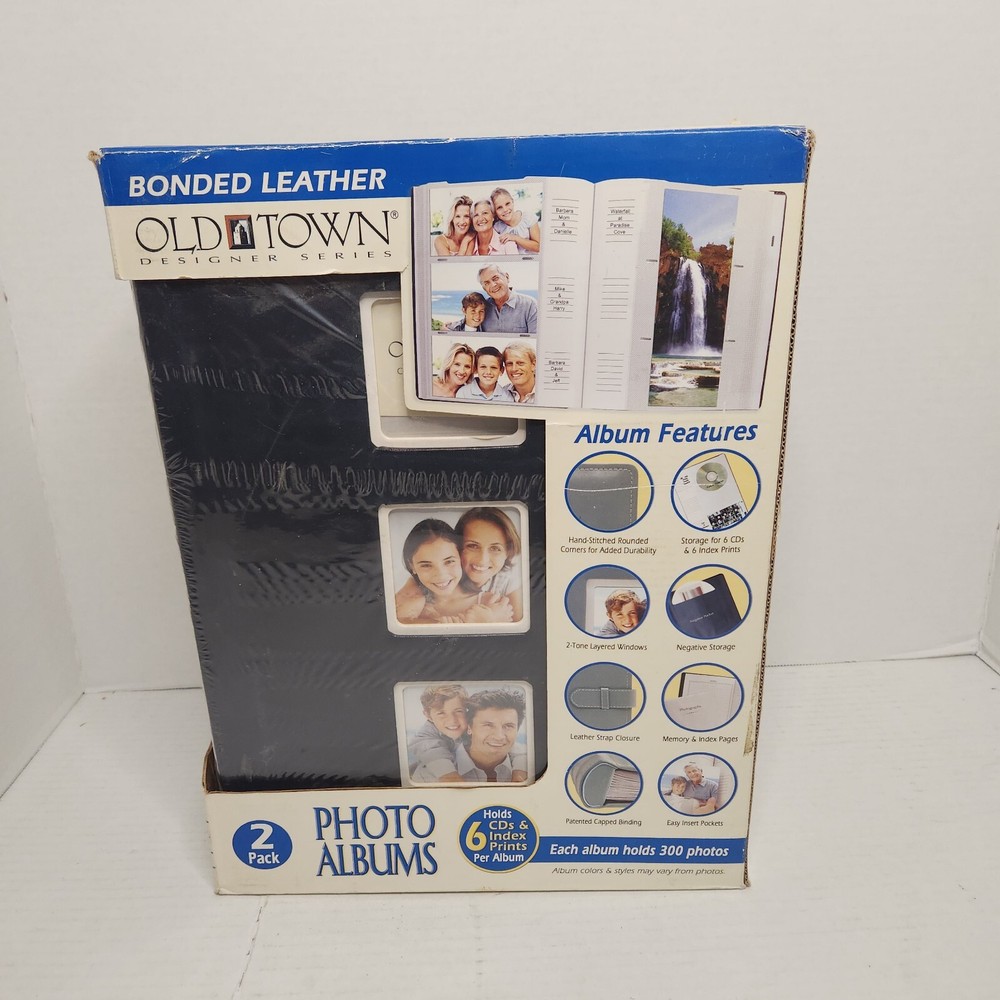 BONDED LEATHER
OLD TOWN®
DESIGNER SERIES
Barbara
Mom
&
Danielle
Mike
&
Grandpa
Harry
Barbara
David
&
Jeff
Waterfall
at
Paradise
Cove
Album Features
Hand-Stitched Rounded
Corners for Added Durability
Storage for 6 CDs
& 6 Index Prints
2-Tone Layered Windows
Negative Storage
Leather Strap Closure
Memory & Index Pages
Patented Capped Binding
Easy Insert Pockets
2
Pack
PHOTO
ALBUMS
Holds
6 CDs &
Index
Prints
Per Album
Each album holds 300 photos
Album colors & styles may vary from photos.